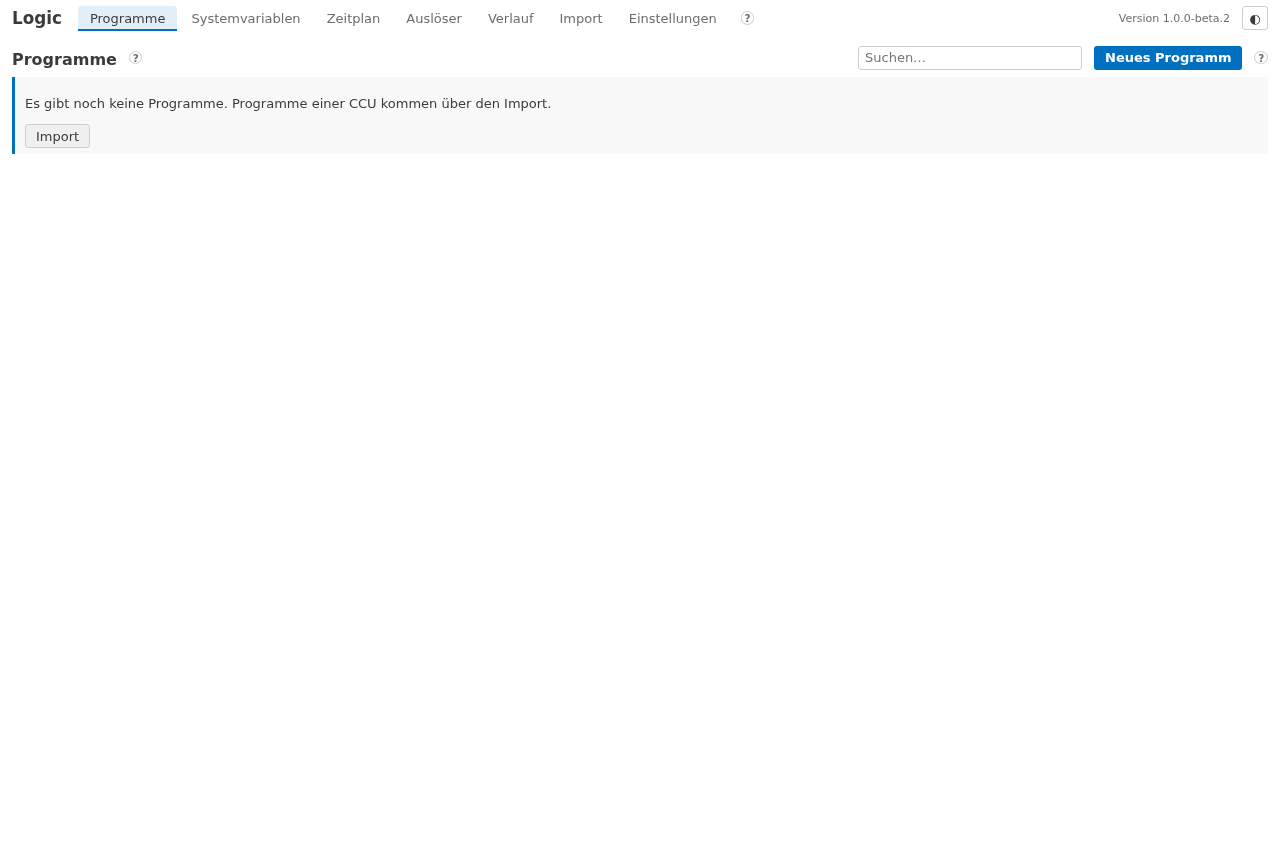 Logic Programme Systemvariablen Zeitplan Auslöser Verlauf Import Einstellungen ? Version 1.0.0-beta.2 ◐
Programme ? Suchen… Neues Programm ?
Es gibt noch keine Programme. Programme einer CCU kommen über den Import.
Import